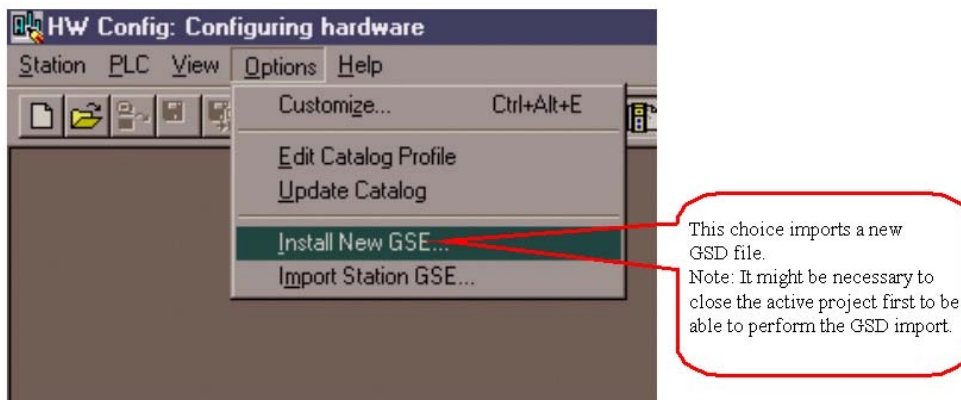 HW Config: Configuring hardware
Station PLC View Options Help
Customize... Ctrl+Alt+E
Edit Catalog Profile
Update Catalog
Install New GSE...
Import Station GSE...
This choice imports a new
GSD file.
Note: It might be necessary to
close the active project first to be
able to perform the GSD import.